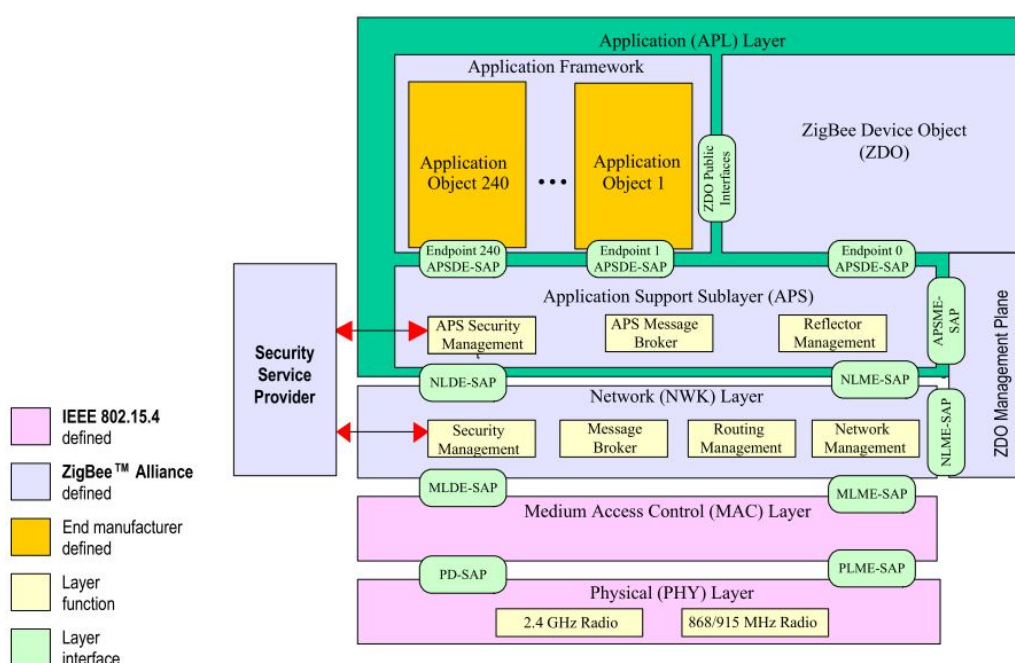 Application (APL) Layer
Application Framework
ZigBee Device Object
(ZDO)
Application
Object 240
...
Application
Object 1
ZDO Public
Interfaces
Endpoint 240
APSDE-SAP
Endpoint 1
APSDE-SAP
Endpoint 0
APSDE-SAP
Application Support Sublayer (APS)
APS Security
Management
APS Message
Broker
Reflector
Management
APSME-
SAP
ZDO Management Plane
Security
Service
Provider
NLDE-SAP
NLME-SAP
Network (NWK) Layer
Security
Management
Message
Broker
Routing
Management
Network
Management
NLME-SAP
MLDE-SAP
MLME-SAP
Medium Access Control (MAC) Layer
PD-SAP
PLME-SAP
Physical (PHY) Layer
2.4 GHz Radio
868/915 MHz Radio
IEEE 802.15.4
defined
ZigBee™ Alliance
defined
End manufacturer
defined
Layer
function
Layer
interface